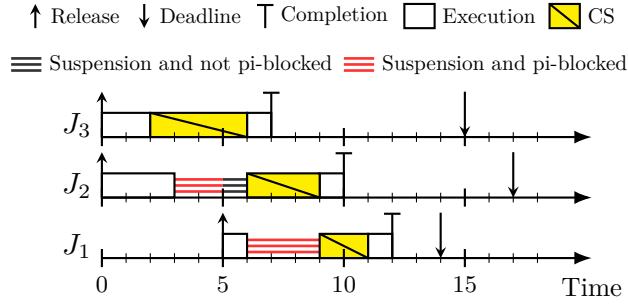 Release Deadline Completion Execution CS
Suspension and not pi-blocked Suspension and pi-blocked
J3
J2
J1
0 5 10 15 Time